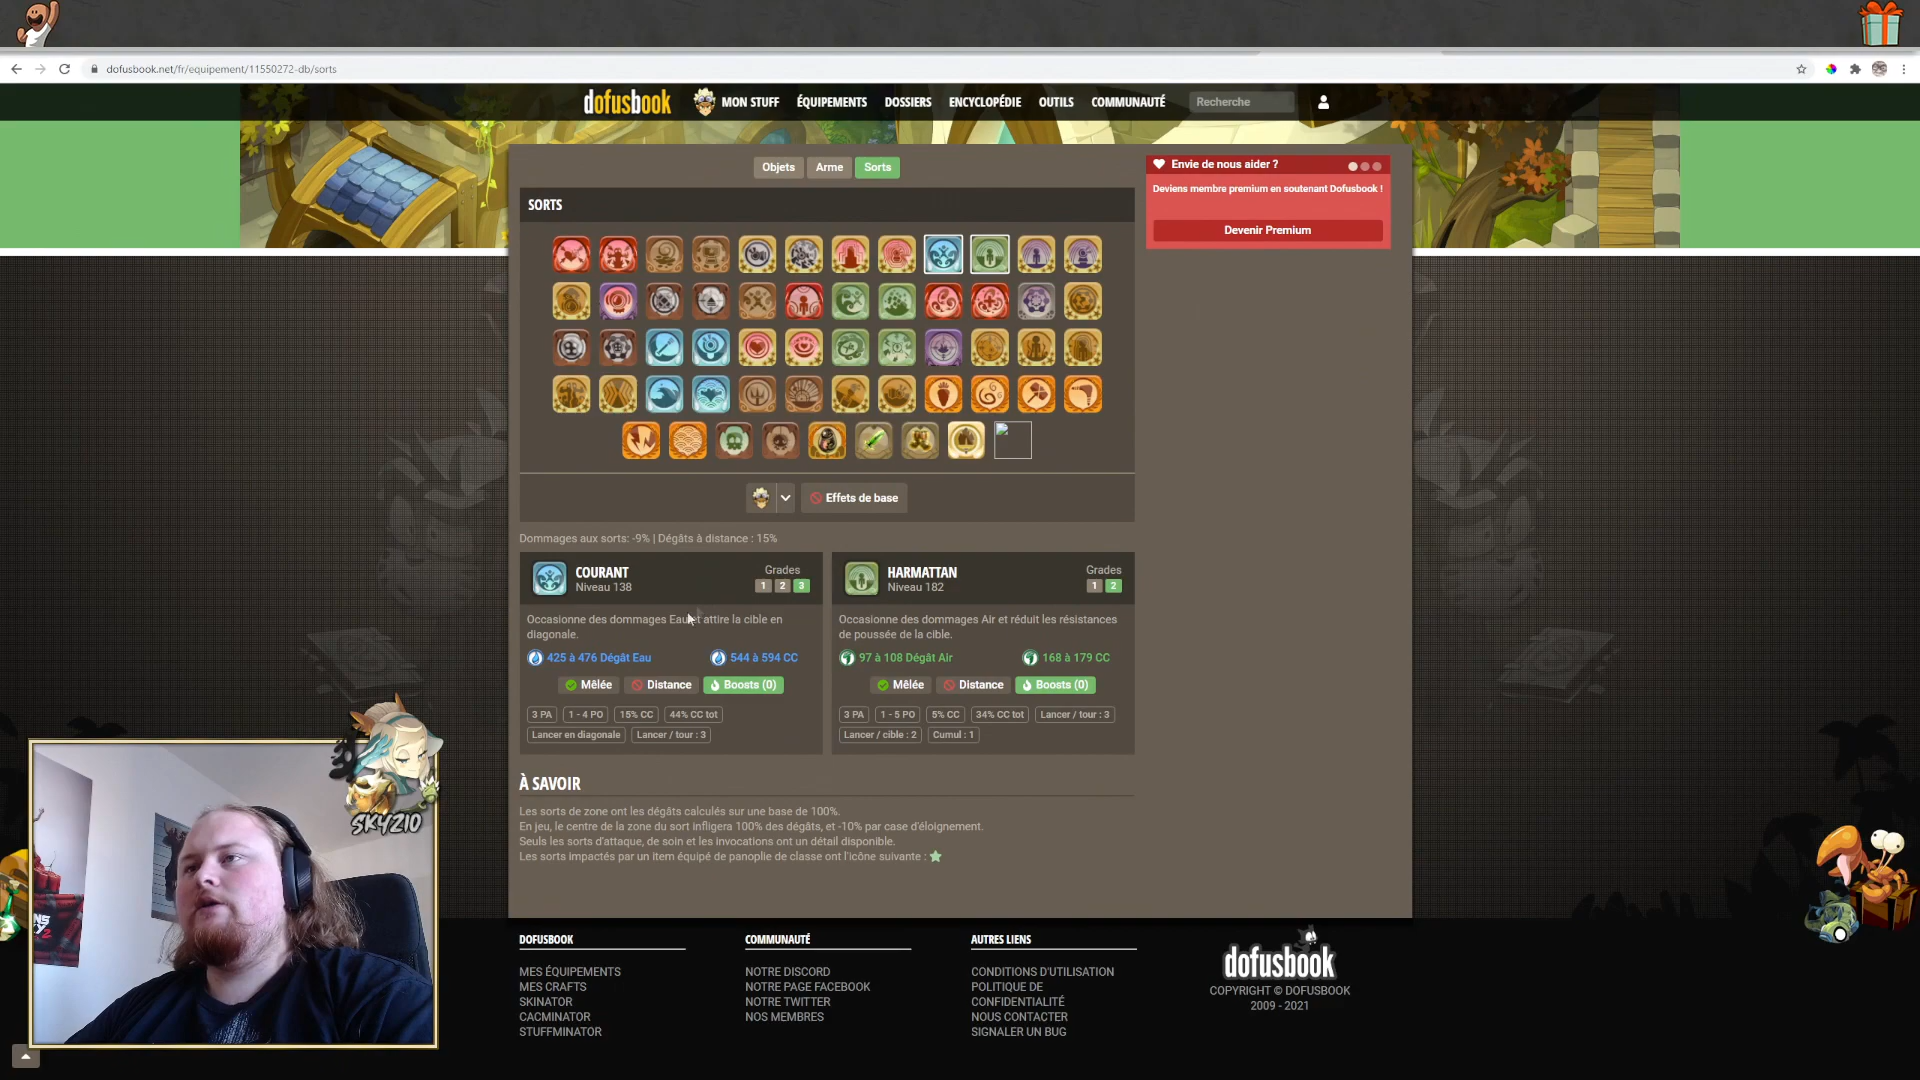 dofusbook.net/fr/equipement/11550272-db/sorts
dofusbook
MON STUFF
ÉQUIPEMENTS
DOSSIERS
ENCYCLOPÉDIE
OUTILS
COMMUNAUTÉ
Recherche
Objets
Arme
Sorts
Envie de nous aider ?
Deviens membre premium en soutenant Dofusbook !
Devenir Premium
SORTS
Effets de base
Dommages aux sorts: -9% | Dégâts à distance : 15%
COURANT
Niveau 138
Grades
1 2 3
Occasionne des dommages Eau et attire la cible en
diagonale.
425 à 476 Dégât Eau
544 à 594 CC
Mêlée
Distance
Boosts (0)
3 PA
1 - 4 PO
15% CC
44% CC tot
Lancer en diagonale
Lancer / tour : 3
HARMATTAN
Niveau 182
Grades
1 2
Occasionne des dommages Air et réduit les résistances
de poussée de la cible.
97 à 108 Dégât Air
168 à 179 CC
Mêlée
Distance
Boosts (0)
3 PA
1 - 5 PO
5% CC
34% CC tot
Lancer / tour : 3
Lancer / cible : 2
Cumul : 1
À SAVOIR
Les sorts de zone ont les dégâts calculés sur une base de 100%.
En jeu, le centre de la zone du sort infligera 100% des dégâts, et -10% par case d'éloignement.
Seuls les sorts d'attaque, de soin et les invocations ont un détail disponible.
Les sorts impactés par un item équipé de panoplie de classe ont l'icône suivante :
SKYZIO
DOFUSBOOK
MES ÉQUIPEMENTS
MES CRAFTS
SKINATOR
CACMINATOR
STUFFMINATOR
COMMUNAUTÉ
NOTRE DISCORD
NOTRE PAGE FACEBOOK
NOTRE TWITTER
NOS MEMBRES
AUTRES LIENS
CONDITIONS D'UTILISATION
POLITIQUE DE
CONFIDENTIALITÉ
NOUS CONTACTER
SIGNALER UN BUG
dofusbook
COPYRIGHT © DOFUSBOOK
2009 - 2021